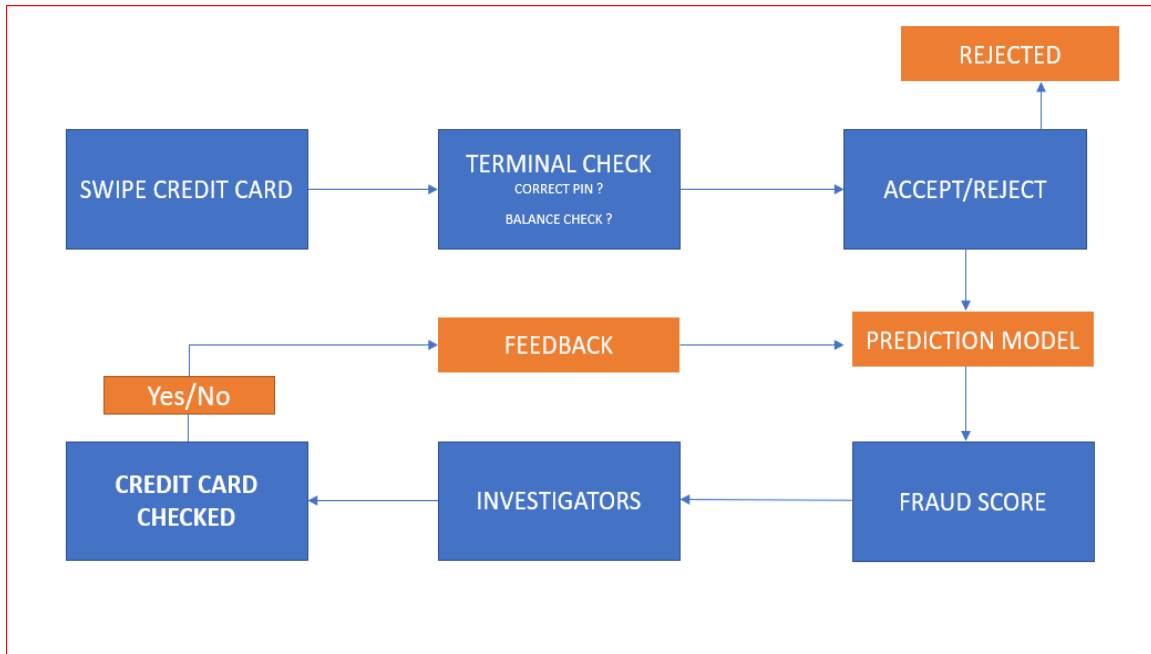 REJECTED
SWIPE CREDIT CARD
TERMINAL CHECK
CORRECT PIN ?
BALANCE CHECK ?
ACCEPT/REJECT
FEEDBACK
PREDICTION MODEL
Yes/No
CREDIT CARD
CHECKED
INVESTIGATORS
FRAUD SCORE